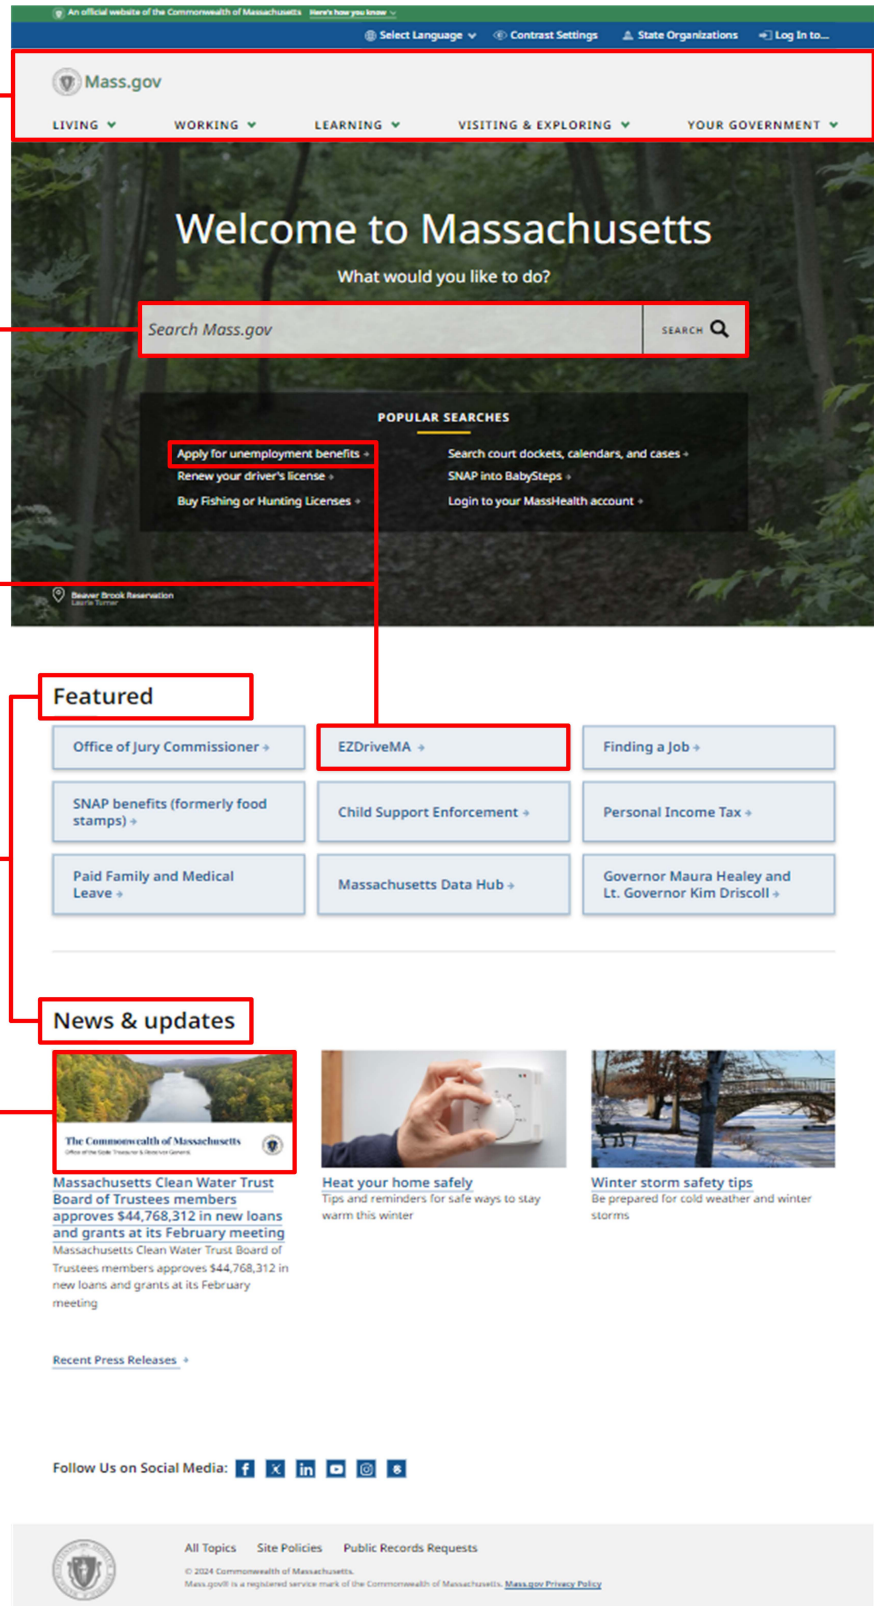 An official website of the Commonwealth of Massachusetts Here's how you know
Select Language Contrast Settings State Organizations Log In to...
Mass.gov
LIVING WORKING LEARNING VISITING & EXPLORING YOUR GOVERNMENT
Welcome to Massachusetts
What would you like to do?
Search Mass.gov SEARCH
POPULAR SEARCHES
Apply for unemployment benefits Search court dockets, calendars, and cases
Renew your driver's license SNAP into BabySteps
Buy Fishing or Hunting Licenses Login to your MassHealth account
Beaver Brook Reservation
Laurie Turner
Featured
Office of Jury Commissioner EZDriveMA Finding a Job
SNAP benefits (formerly food
stamps) Child Support Enforcement Personal Income Tax
Paid Family and Medical
Leave Massachusetts Data Hub Governor Maura Healey and
Lt. Governor Kim Driscoll
News & updates
The Commonwealth of Massachusetts
Office of the State Treasurer & Receiver General
Massachusetts Clean Water Trust
Board of Trustees members
approves $44,768,312 in new loans
and grants at its February meeting
Massachusetts Clean Water Trust Board of
Trustees members approves $44,768,312 in
new loans and grants at its February
meeting
Heat your home safely
Tips and reminders for safe ways to stay
warm this winter
Winter storm safety tips
Be prepared for cold weather and winter
storms
Recent Press Releases
Follow Us on Social Media:
All Topics Site Policies Public Records Requests
© 2024 Commonwealth of Massachusetts.
Mass.gov® is a registered service mark of the Commonwealth of Massachusetts. Mass.gov Privacy Policy